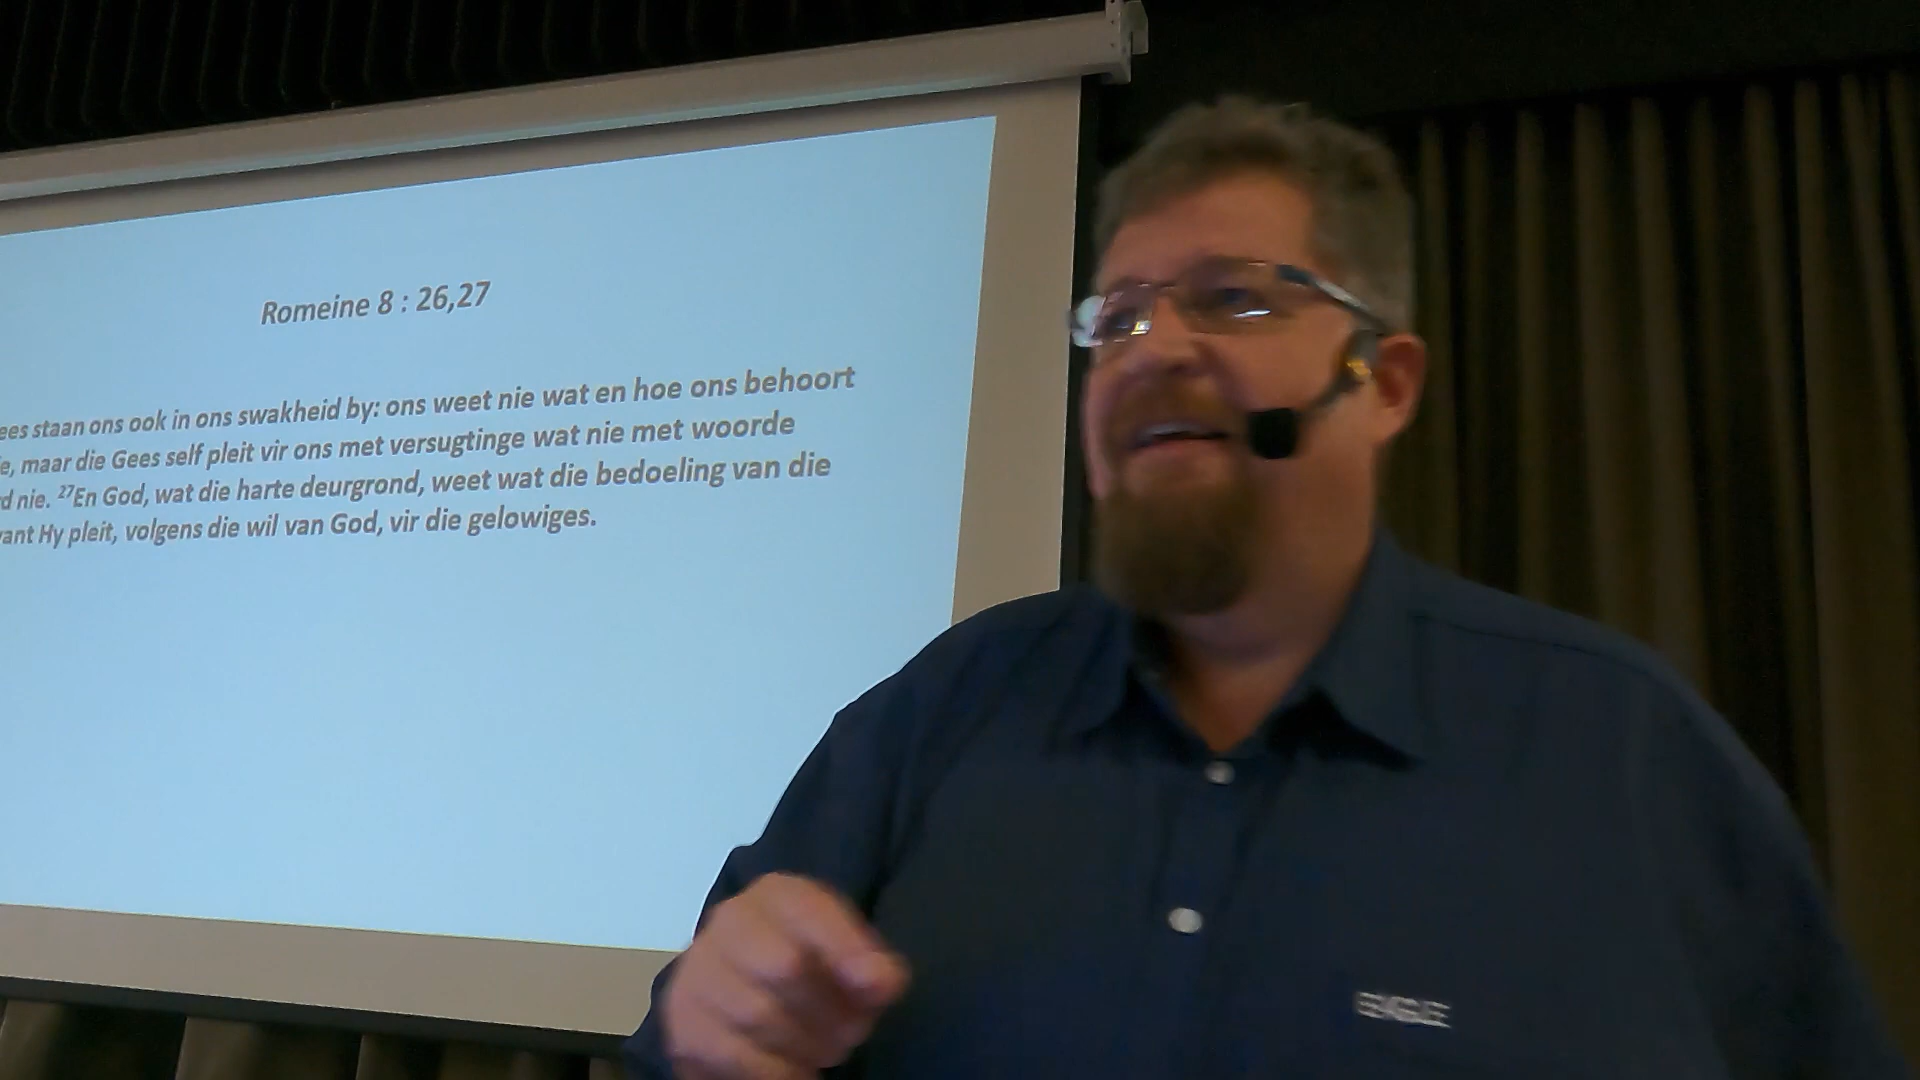 Romeine 8 : 26,27
ees staan ons ook in ons swakheid by: ons weet nie wat en hoe ons behoort
e, maar die Gees self pleit vir ons met versugtinge wat nie met woorde
d nie. ²⁷En God, wat die harte deurgrond, weet wat die bedoeling van die
ant Hy pleit, volgens die wil van God, vir die gelowiges.